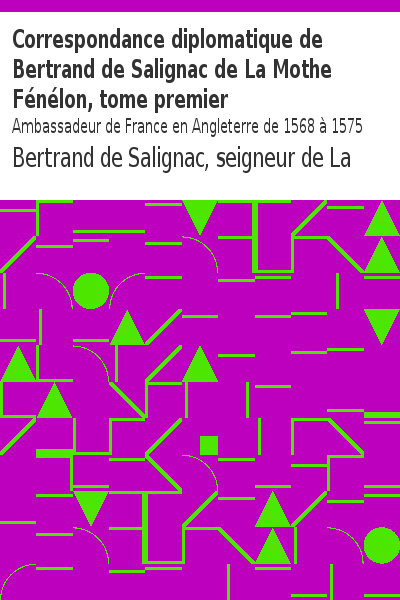 Correspondance diplomatique de
Bertrand de Salignac de La Mothe
Fénélon, tome premier
Ambassadeur de France en Angleterre de 1568 à 1575
Bertrand de Salignac, seigneur de La